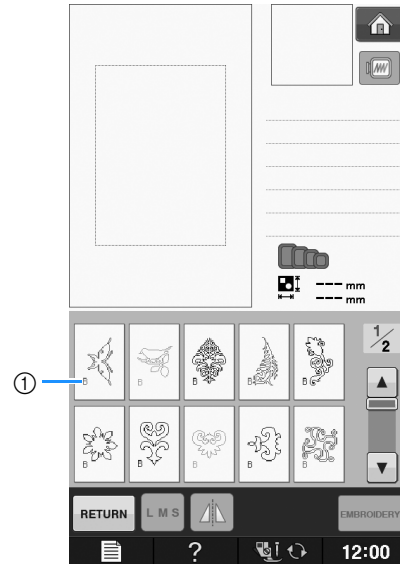 --- mm
--- mm
①
1/2
B B B B B
B B B B B
RETURN L M S EMBROIDERY
? 12:00